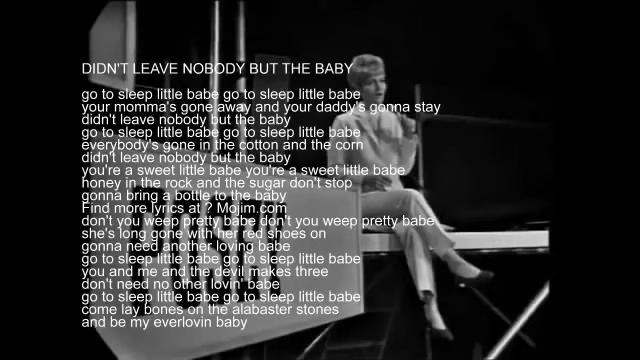 DIDN'T LEAVE NOBODY BUT THE BABY
go to sleep little babe go to sleep little babe
your momma's gone away and your daddy's gonna stay
didn't leave nobody but the baby
go to sleep little babe go to sleep little babe
everybody's gone in the cotton and the corn
didn't leave nobody but the baby
you're a sweet little babe you're a sweet little babe
honey in the rock and the sugar don't stop
gonna bring a bottle to the baby
Find more lyrics at ? Mojim.com
don't you weep pretty babe don't you weep pretty babe
she's long gone with her red shoes on
gonna need another loving babe
go to sleep little babe go to sleep little babe
you and me and the devil makes three
don't need no other lovin' babe
go to sleep little babe go to sleep little babe
come lay bones on the alabaster stones
and be my everlovin baby